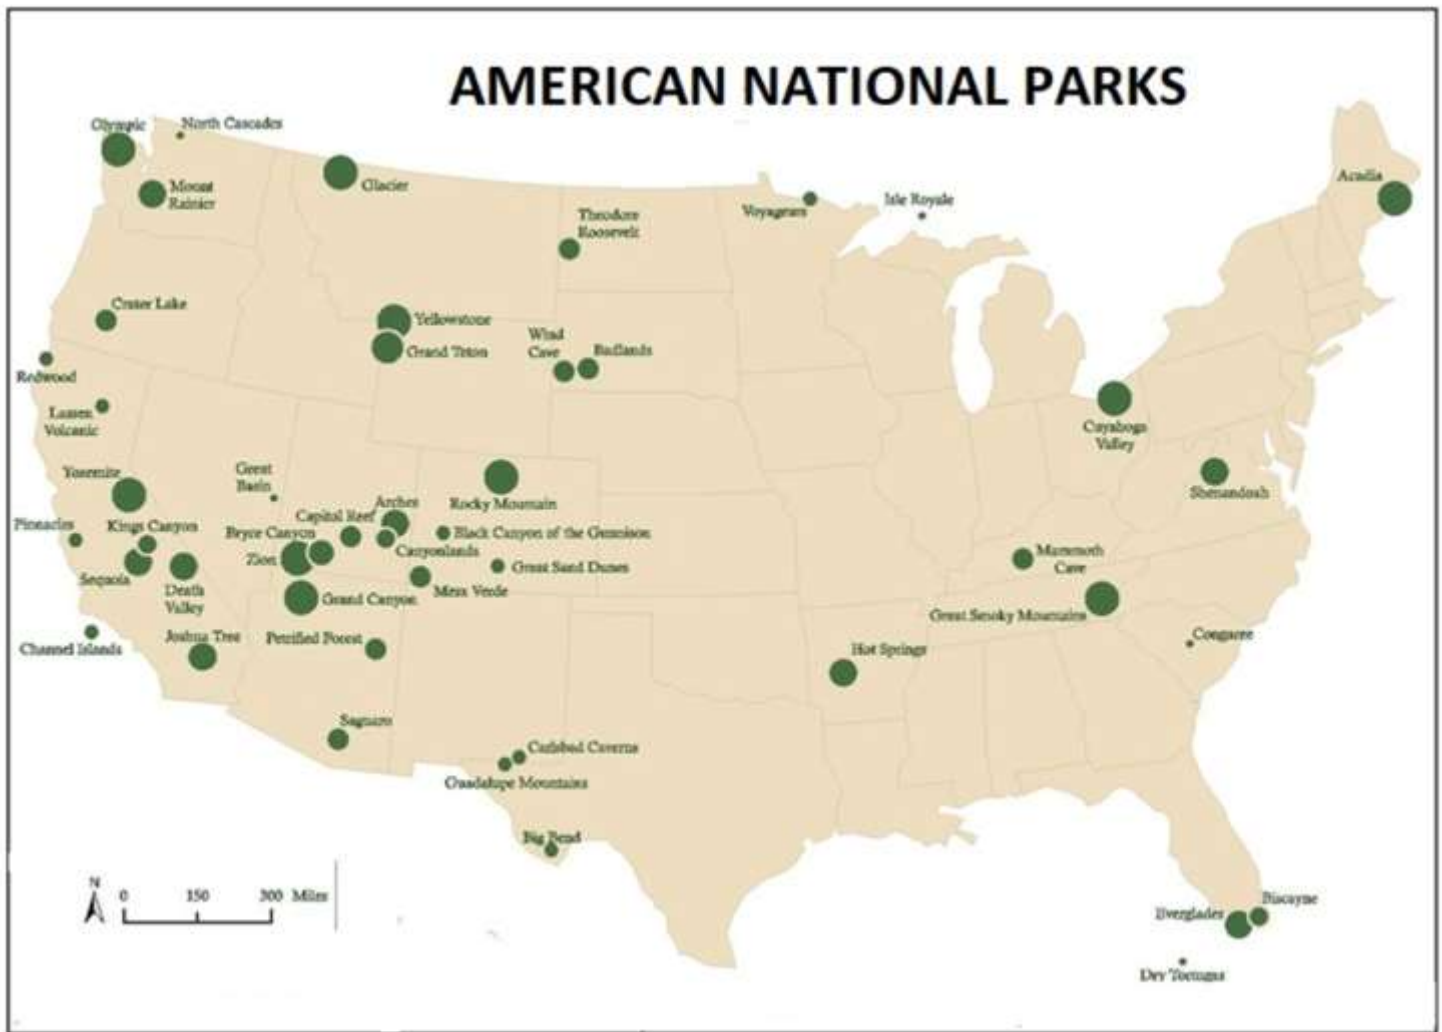 AMERICAN NATIONAL PARKS
Olympic
North Cascades
Mount
Rainier
Glacier
Theodore
Roosevelt
Voyageurs
Isle Royale
Acadia
Crater Lake
Yellowstone
Grand Teton
Wind
Cave
Badlands
Redwood
Lassen
Volcanic
Cuyahoga
Valley
Yosemite
Great
Basin
Rocky Mountain
Shenandoah
Arches
Capitol Reef
Pinnacles
Kings Canyon
Bryce Canyon
Black Canyon of the Gunnison
Canyonlands
Zion
Great Sand Dunes
Mammoth
Cave
Sequoia
Death
Valley
Grand Canyon
Mesa Verde
Great Smoky Mountains
Channel Islands
Joshua Tree
Petrified Forest
Hot Springs
Congaree
Saguaro
Carlsbad Caverns
Guadalupe Mountains
Big Bend
N
0 150 300 Miles
Everglades
Biscayne
Dry Tortugas